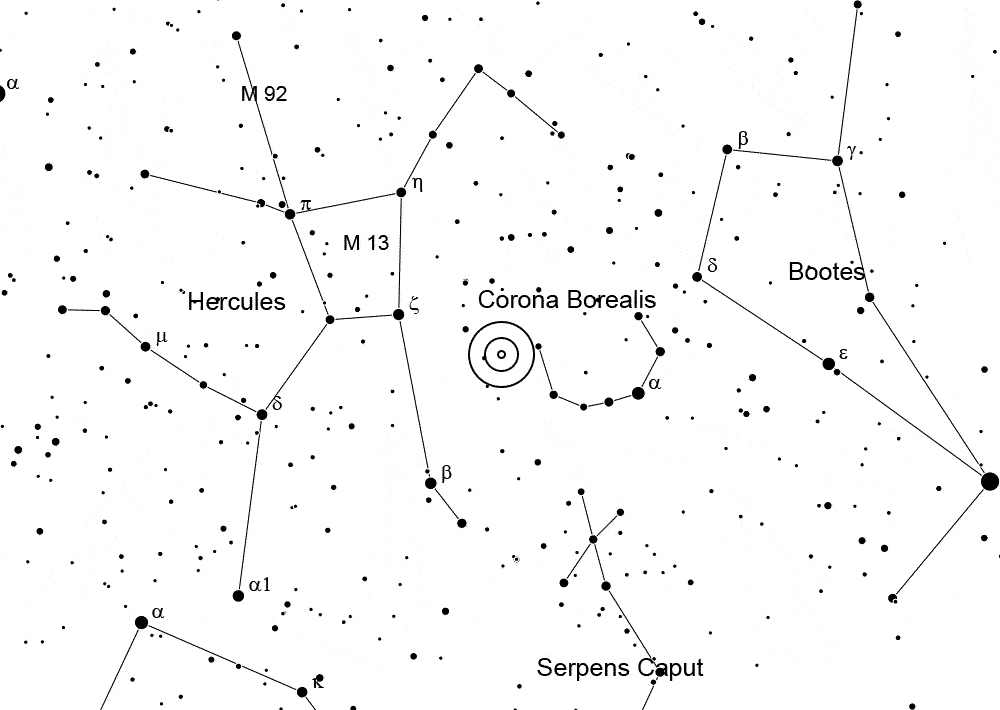 α
M 92
β
γ
η
π
M 13
δ
Bootes
Hercules
Corona Borealis
ζ
μ
ε
α
δ
β
α1
α
Serpens Caput
κ